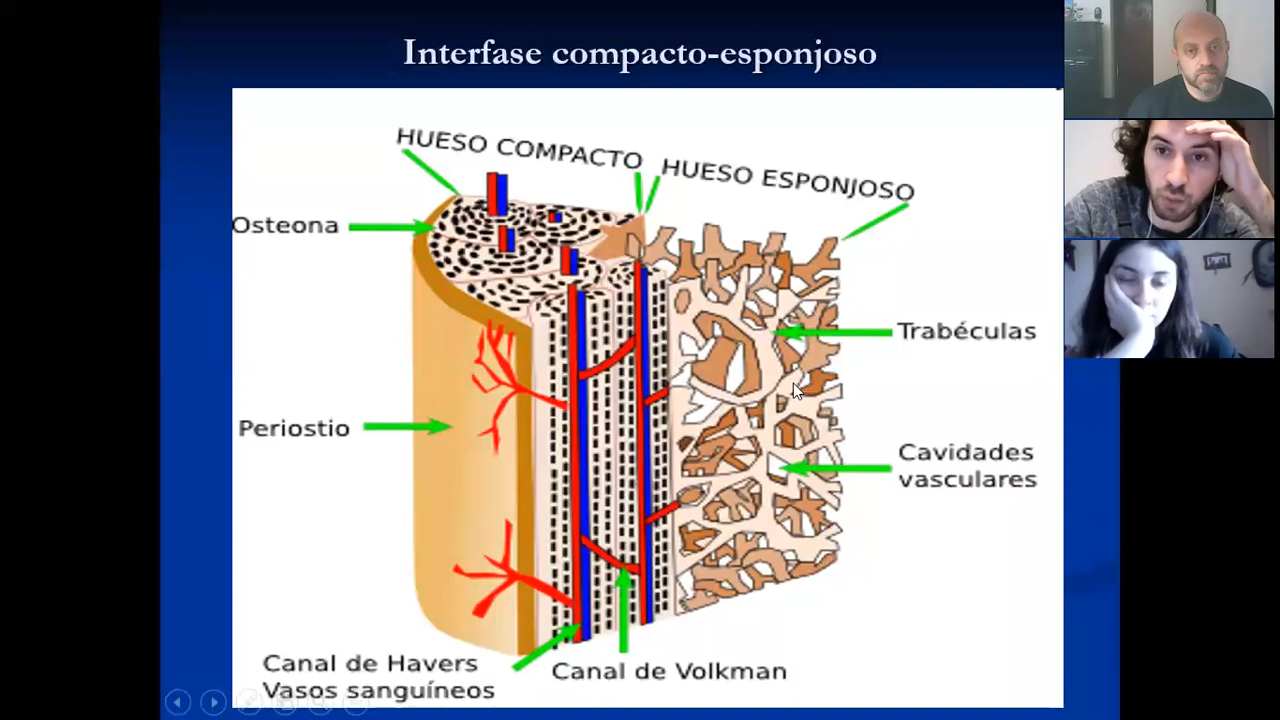 Interfase compacto-esponjoso
HUESO COMPACTO
HUESO ESPONJOSO
Osteona
Trabéculas
Periostio
Cavidades
vasculares
Canal de Havers
Vasos sanguíneos
Canal de Volkman